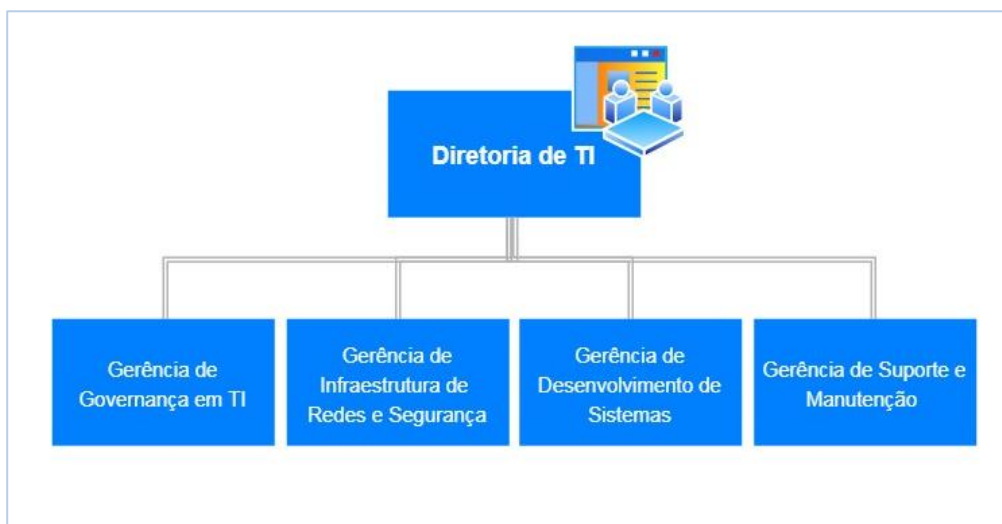 Diretoria de TI
Gerência de
Governança em TI
Gerência de
Infraestrutura de
Redes e Segurança
Gerência de
Desenvolvimento de
Sistemas
Gerência de Suporte e
Manutenção